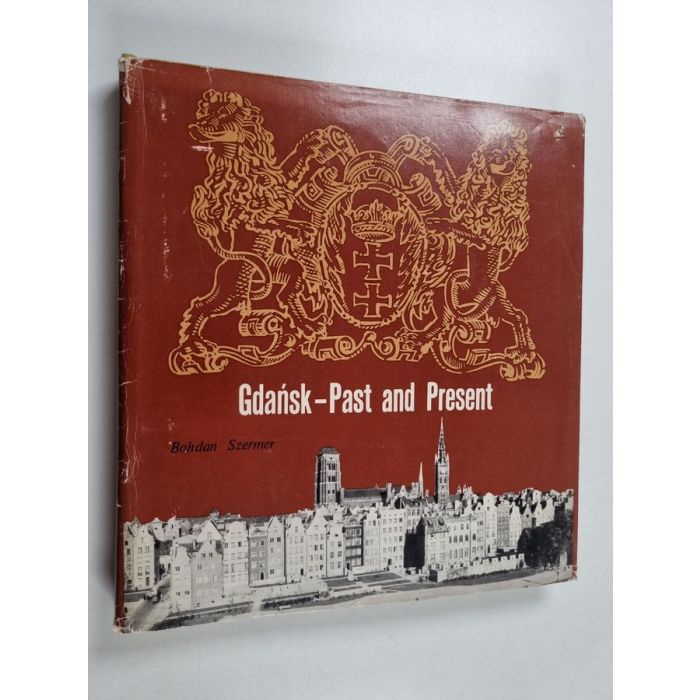 Gdańsk – Past and Present
Bohdan Szermer